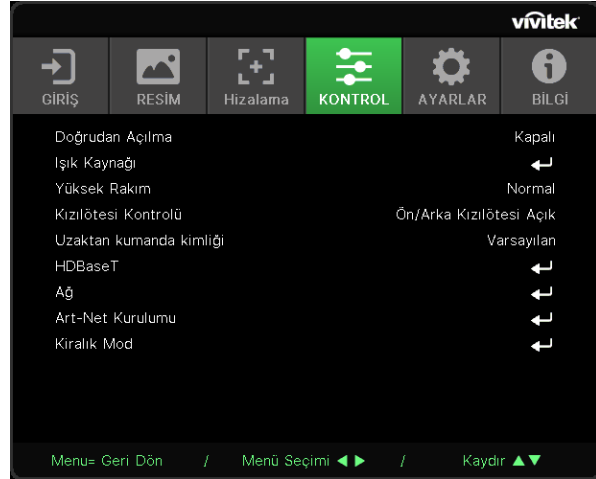 vivitek
GİRİŞ RESİM Hizalama KONTROL AYARLAR BİLGİ
Doğrudan Açılma Kapalı
Işık Kaynağı
Yüksek Rakım Normal
Kızılötesi Kontrolü Ön/Arka Kızılötesi Açık
Uzaktan kumanda kimliği Varsayılan
HDBaseT
Ağ
Art-Net Kurulumu
Kiralık Mod
Menu= Geri Dön / Menü Seçimi ◀ ▶ / Kaydır ▲▼